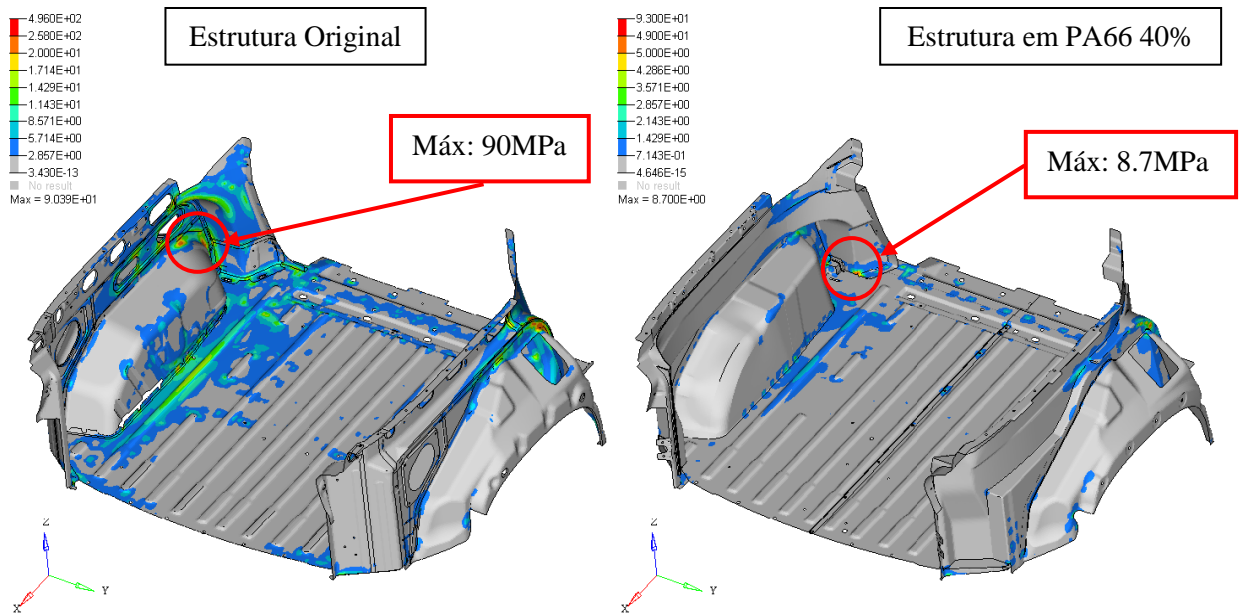 Estrutura Original
4.960E+02
2.580E+02
2.000E+01
1.714E+01
1.429E+01
1.143E+01
8.571E+00
5.714E+00
2.857E+00
3.430E-13
No result
Max = 9.039E+01
Máx: 90MPa
Z
Y
X
Estrutura em PA66 40%
9.300E+01
4.900E+01
5.000E+00
4.286E+00
3.571E+00
2.857E+00
2.143E+00
1.429E+00
7.143E-01
4.646E-15
No result
Max = 8.700E+00
Máx: 8.7MPa
Z
Y
X